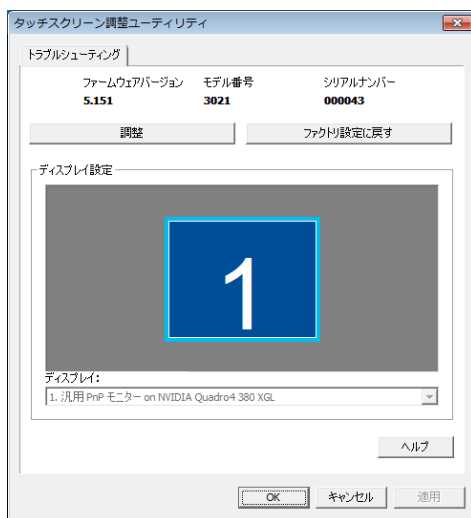 タッチスクリーン調整ユーティリティ
トラブルシューティング
ファームウェアバージョン モデル番号 シリアルナンバー
5.151 3021 000043
調整 ファクトリ設定に戻す
ディスプレイ設定
1
ディスプレイ:
1. 汎用 PnP モニター on NVIDIA Quadro4 380 XGL
ヘルプ
OK キャンセル 適用